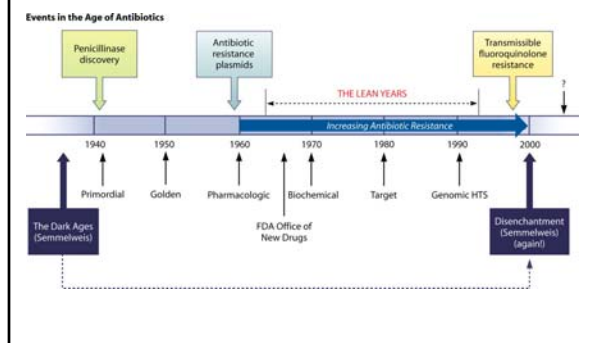 Events in the Age of Antibiotics
Penicillinase
discovery
Antibiotic
resistance
plasmids
Transmissible
fluoroquinolone
resistance
?
THE LEAN YEARS
Increasing Antibiotic Resistance
1940
1950
1960
1970
1980
1990
2000
Primordial
Golden
Pharmacologic
Biochemical
Target
Genomic HTS
FDA Office of
New Drugs
The Dark Ages
(Semmelweis)
Disenchantment
(Semmelweis)
(again!)